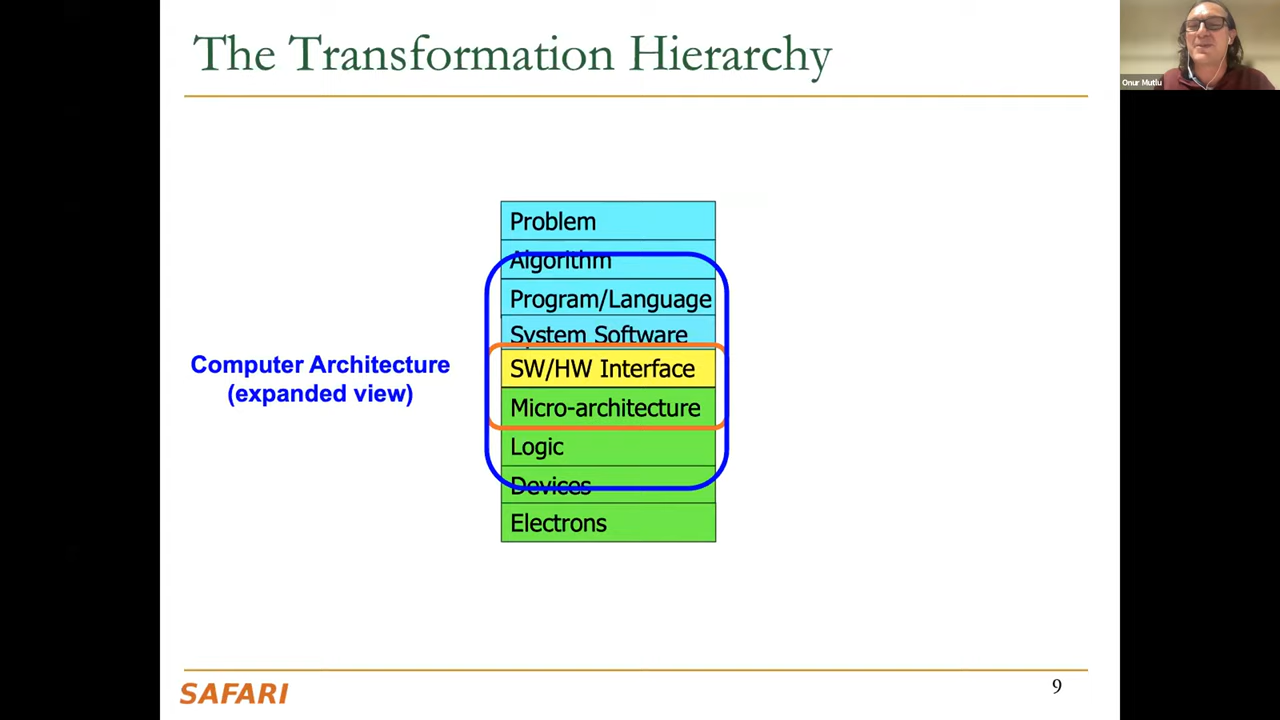 The Transformation Hierarchy
Onur Mutlu
Problem
Algorithm
Program/Language
System Software
SW/HW Interface
Micro-architecture
Logic
Devices
Electrons
Computer Architecture
(expanded view)
SAFARI
9